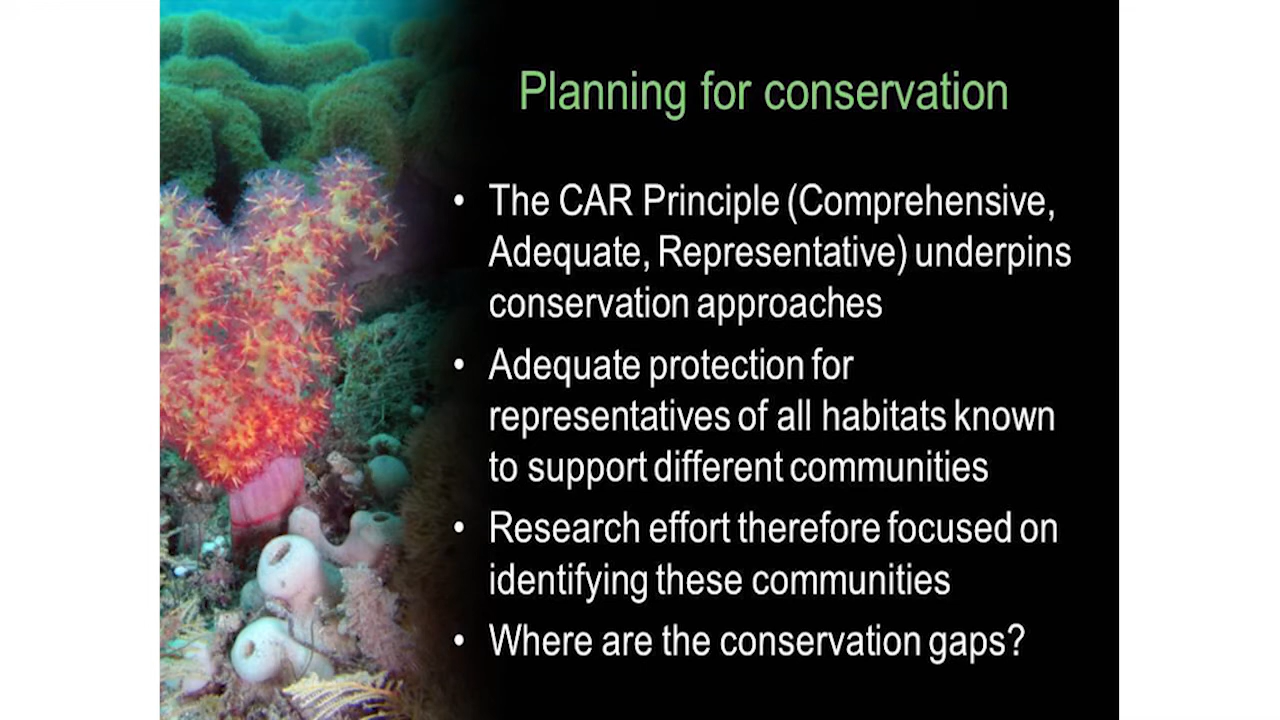 Planning for conservation
• The CAR Principle (Comprehensive,
Adequate, Representative) underpins
conservation approaches
• Adequate protection for
representatives of all habitats known
to support different communities
• Research effort therefore focused on
identifying these communities
• Where are the conservation gaps?